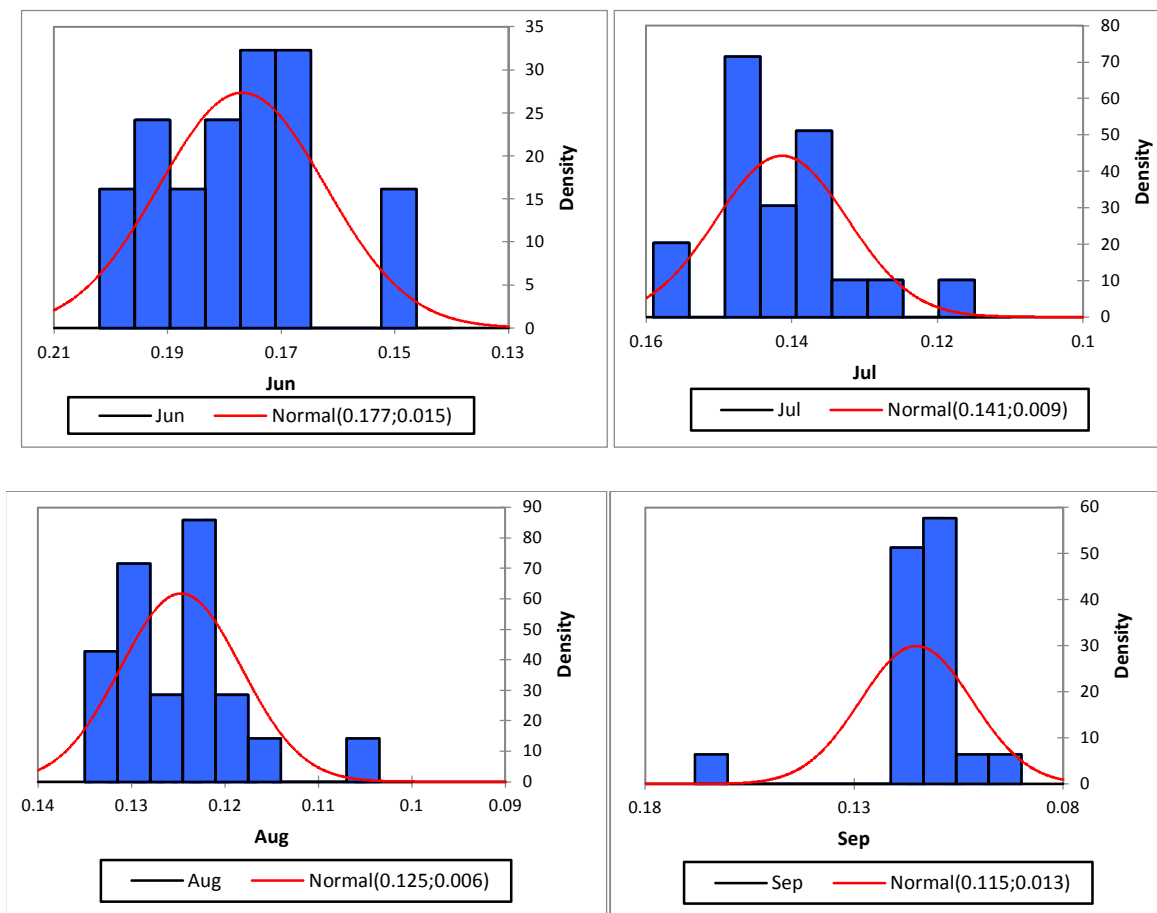 35
30
25
20
15
10
5
0
Density
0.21 0.19 0.17 0.15 0.13
Jun
Jun Normal(0.177;0.015)
80
70
60
50
40
30
20
10
0
Density
0.16 0.14 0.12 0.1
Jul
Jul Normal(0.141;0.009)
90
80
70
60
50
40
30
20
10
0
Density
0.14 0.13 0.12 0.11 0.1 0.09
Aug
Aug Normal(0.125;0.006)
60
50
40
30
20
10
0
Density
0.18 0.13 0.08
Sep
Sep Normal(0.115;0.013)